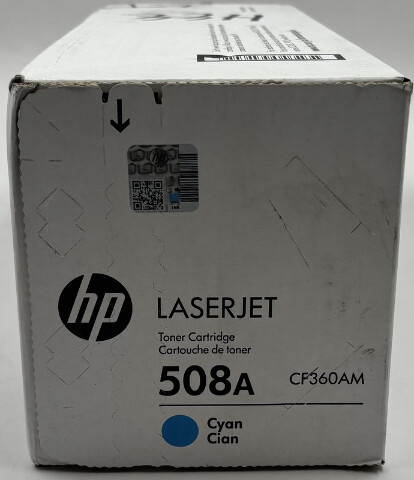 hp
LASERJET
Toner Cartridge
Cartouche de toner
508A
CF360AM
Cyan
Cian